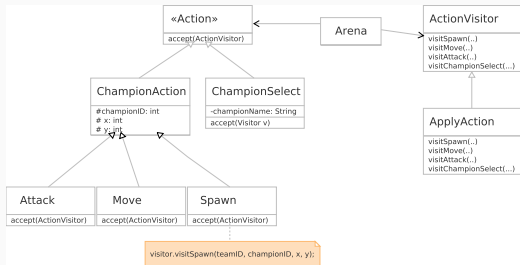 «Action»
accept(ActionVisitor)
Arena
ActionVisitor
visitSpawn(..)
visitMove(..)
visitAttack(..)
visitChampionSelect(...)
ChampionAction
#championID: int
# x: int
# y: int
ChampionSelect
-championName: String
accept(Visitor v)
ApplyAction
visitSpawn(..)
visitMove(..)
visitAttack(..)
visitChampionSelect(...)
Attack
accept(ActionVisitor)
Move
accept(ActionVisitor)
Spawn
accept(ActionVisitor)
visitor.visitSpawn(teamID, championID, x, y);